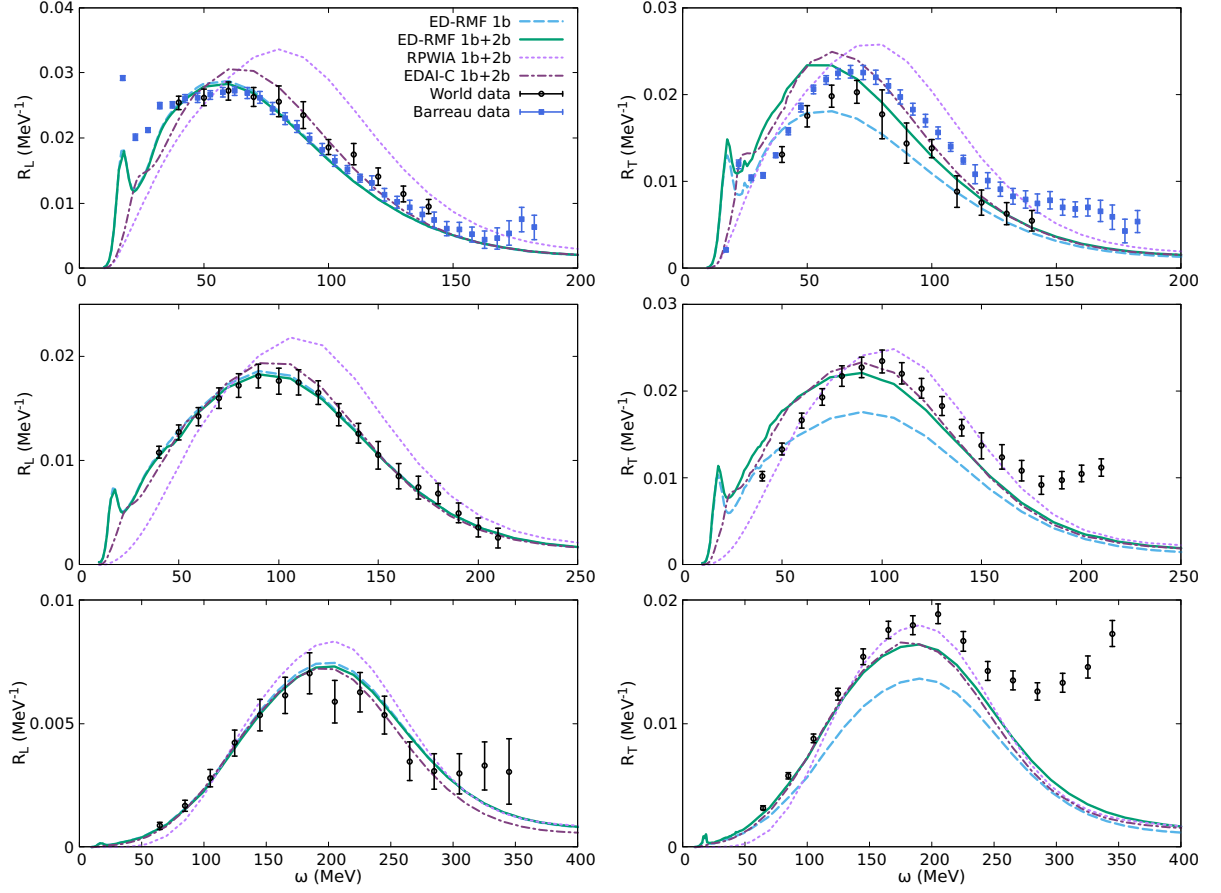 ED-RMF 1b
ED-RMF 1b+2b
RPWIA 1b+2b
EDAI-C 1b+2b
World data
Barreau data
R_L (MeV⁻¹)
0.04
0.03
0.02
0.01
0
0 50 100 150 200
R_T (MeV⁻¹)
0.03
0.02
0.01
0
0 50 100 150 200
R_L (MeV⁻¹)
0.02
0.01
0
0 50 100 150 200 250
R_T (MeV⁻¹)
0.03
0.02
0.01
0
0 50 100 150 200 250
R_L (MeV⁻¹)
0.01
0.005
0
0 50 100 150 200 250 300 350 400
ω (MeV)
R_T (MeV⁻¹)
0.02
0.01
0
0 50 100 150 200 250 300 350 400
ω (MeV)